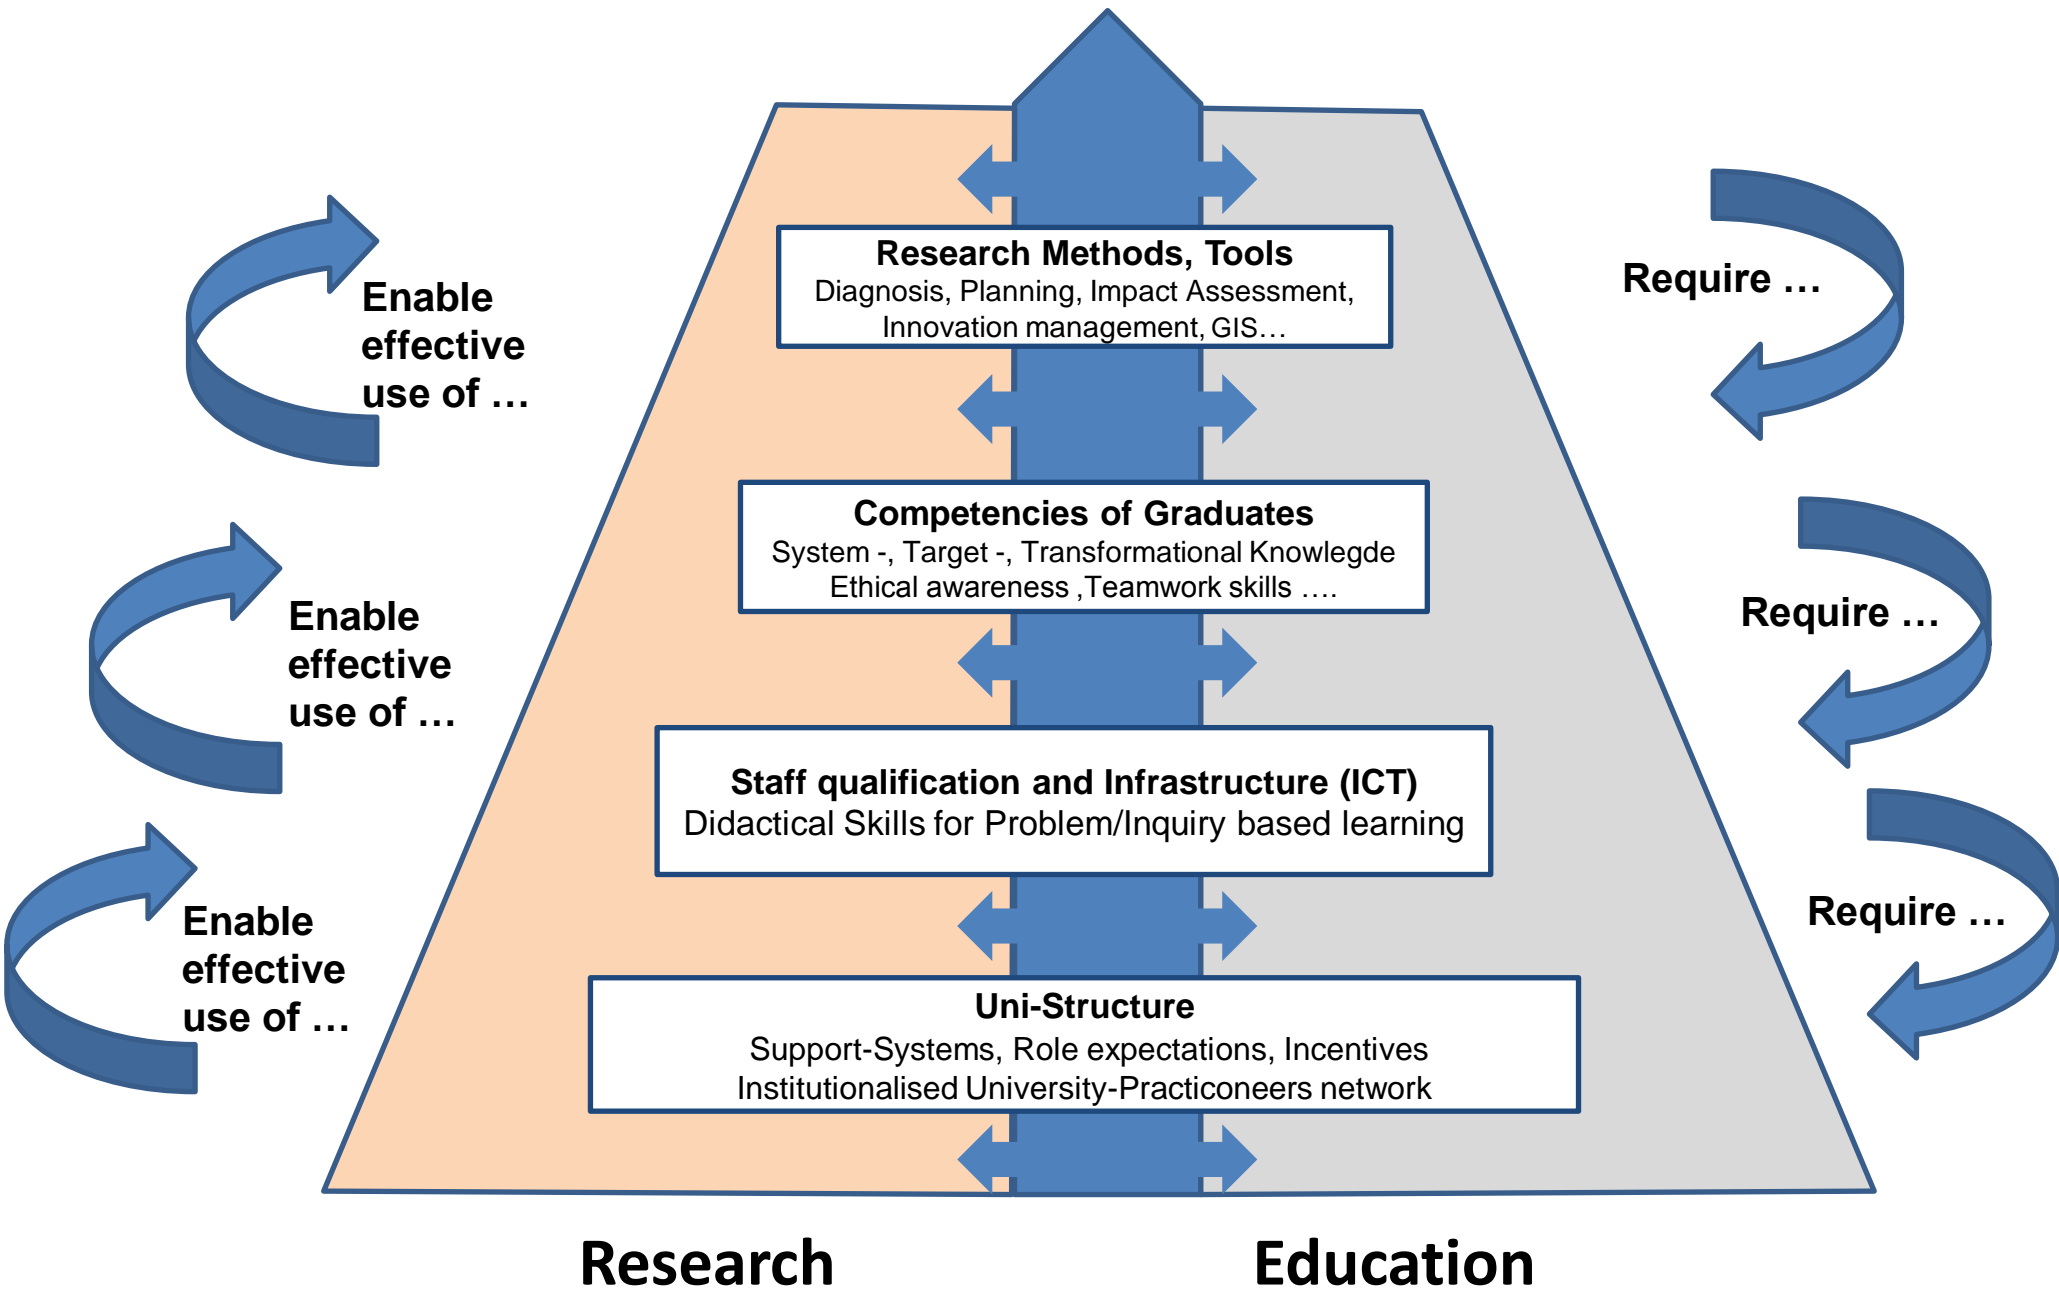 Research Methods, Tools
Diagnosis, Planning, Impact Assessment,
Innovation management, GIS…
Enable
effective
use of …
Require …
Competencies of Graduates
System -, Target -, Transformational Knowlegde
Ethical awareness ,Teamwork skills ….
Enable
effective
use of …
Require …
Staff qualification and Infrastructure (ICT)
Didactical Skills for Problem/Inquiry based learning
Enable
effective
use of …
Require …
Uni-Structure
Support-Systems, Role expectations, Incentives
Institutionalised University-Practiconeers network
Research
Education